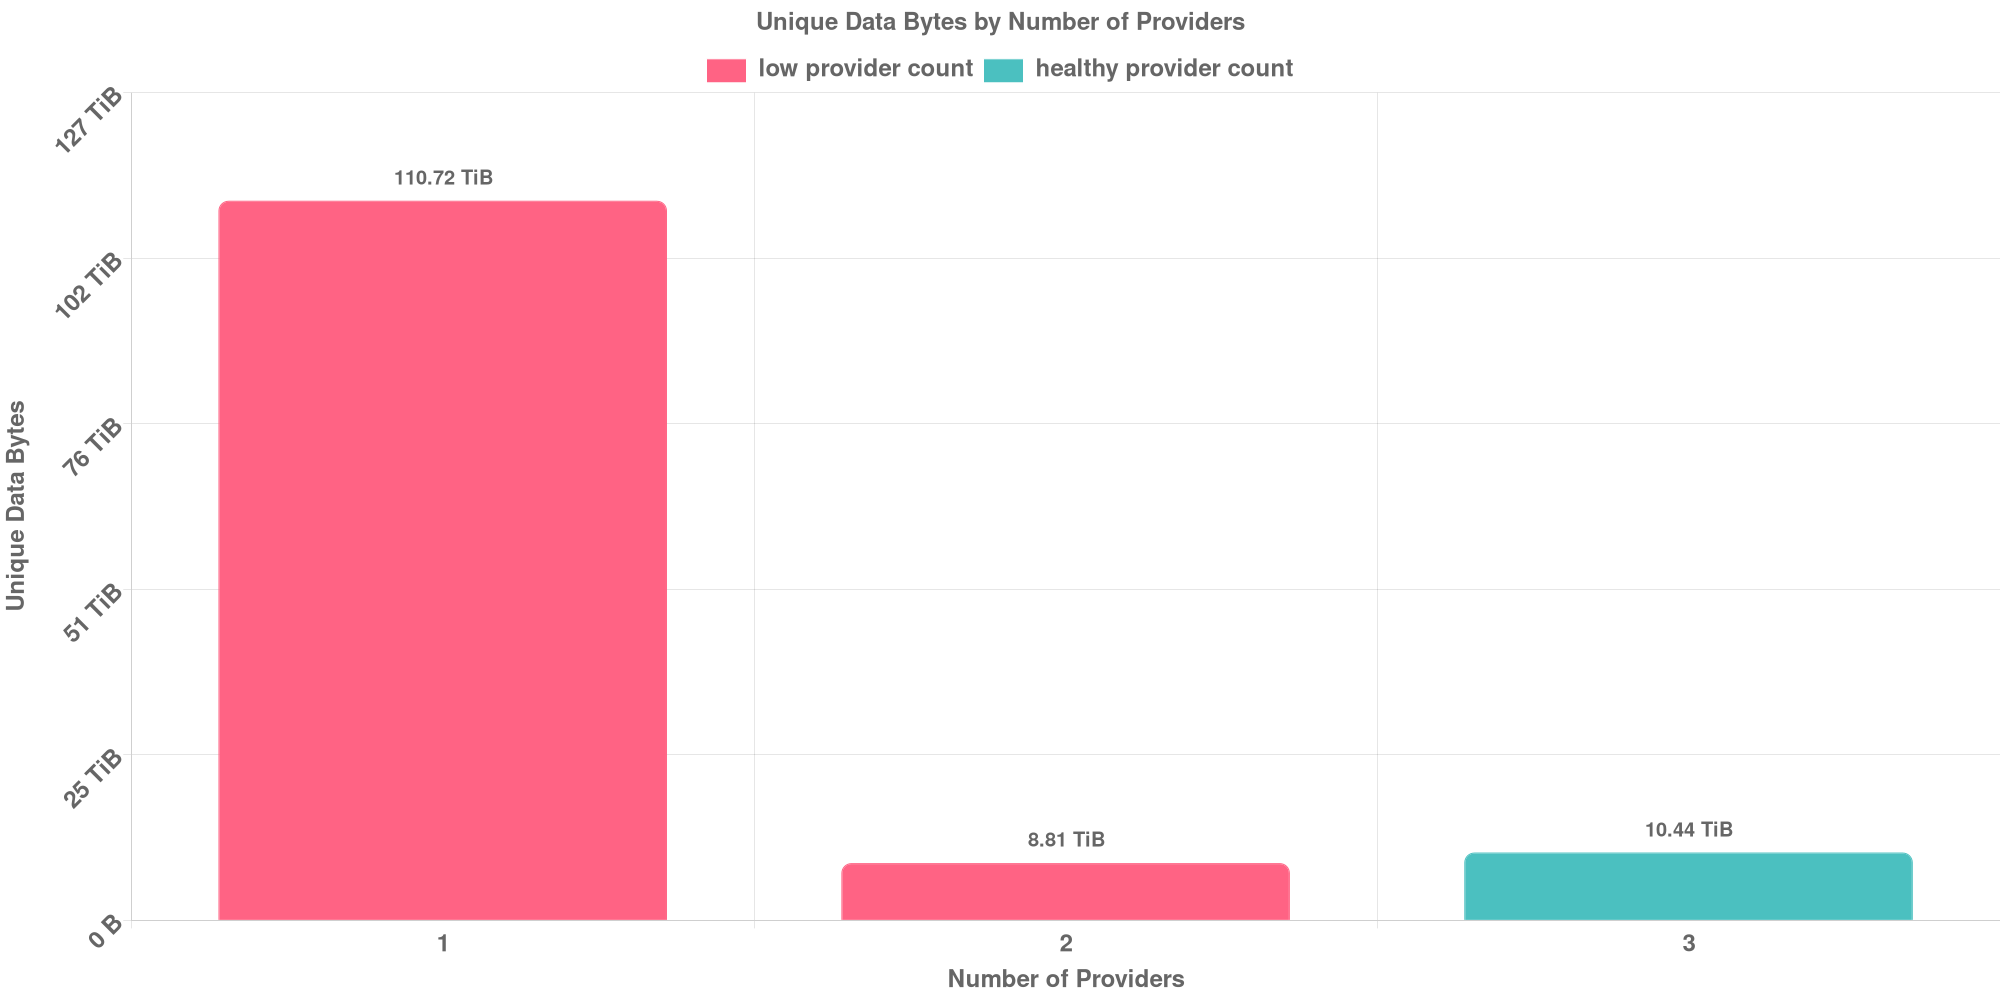 Unique Data Bytes by Number of Providers
low provider count
healthy provider count
127 TiB
102 TiB
76 TiB
51 TiB
25 TiB
0 B
Unique Data Bytes
110.72 TiB
8.81 TiB
10.44 TiB
1
2
3
Number of Providers